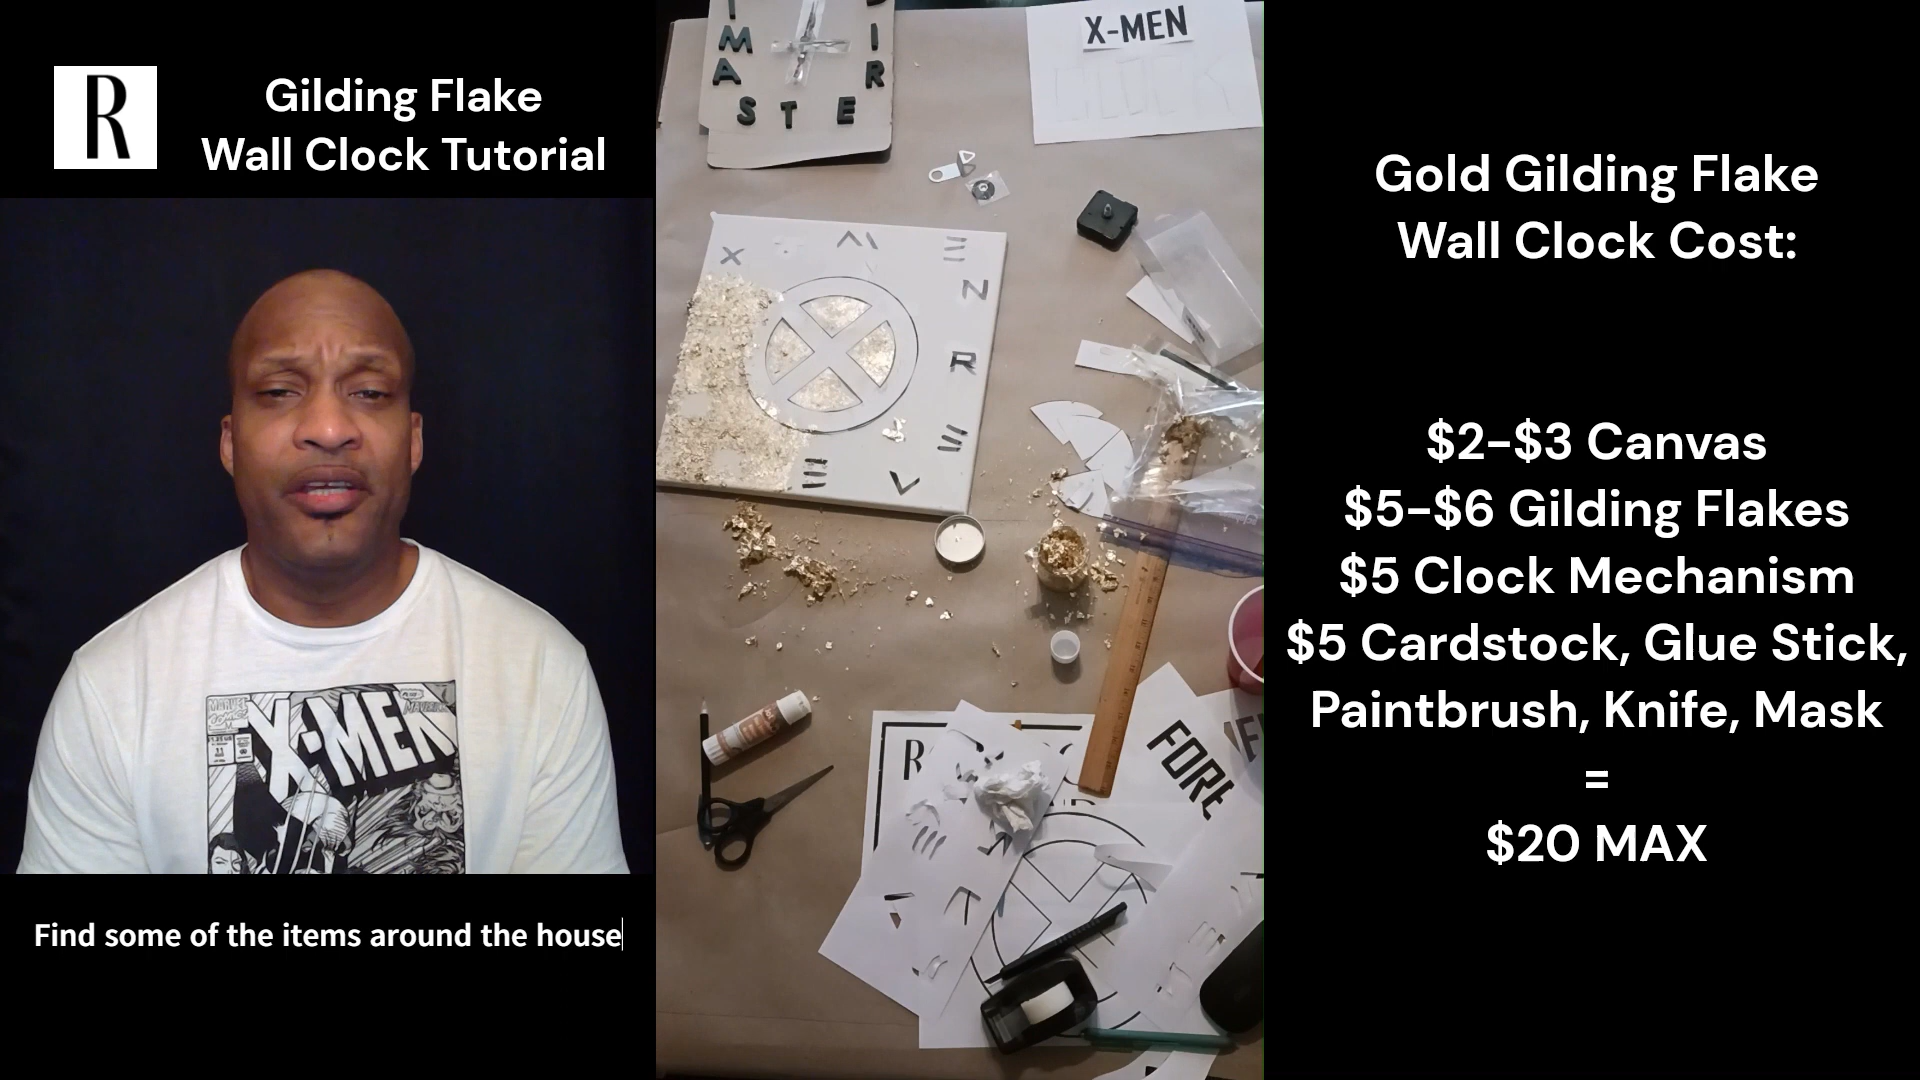 R
Gilding Flake
Wall Clock Tutorial
X-MEN
Find some of the items around the house
I
M
A
S T E
D
I
R
X-MEN
X M E
N
R
E
V
E
R
FORE
Gold Gilding Flake
Wall Clock Cost:
$2-$3 Canvas
$5-$6 Gilding Flakes
$5 Clock Mechanism
$5 Cardstock, Glue Stick,
Paintbrush, Knife, Mask
=
$20 MAX